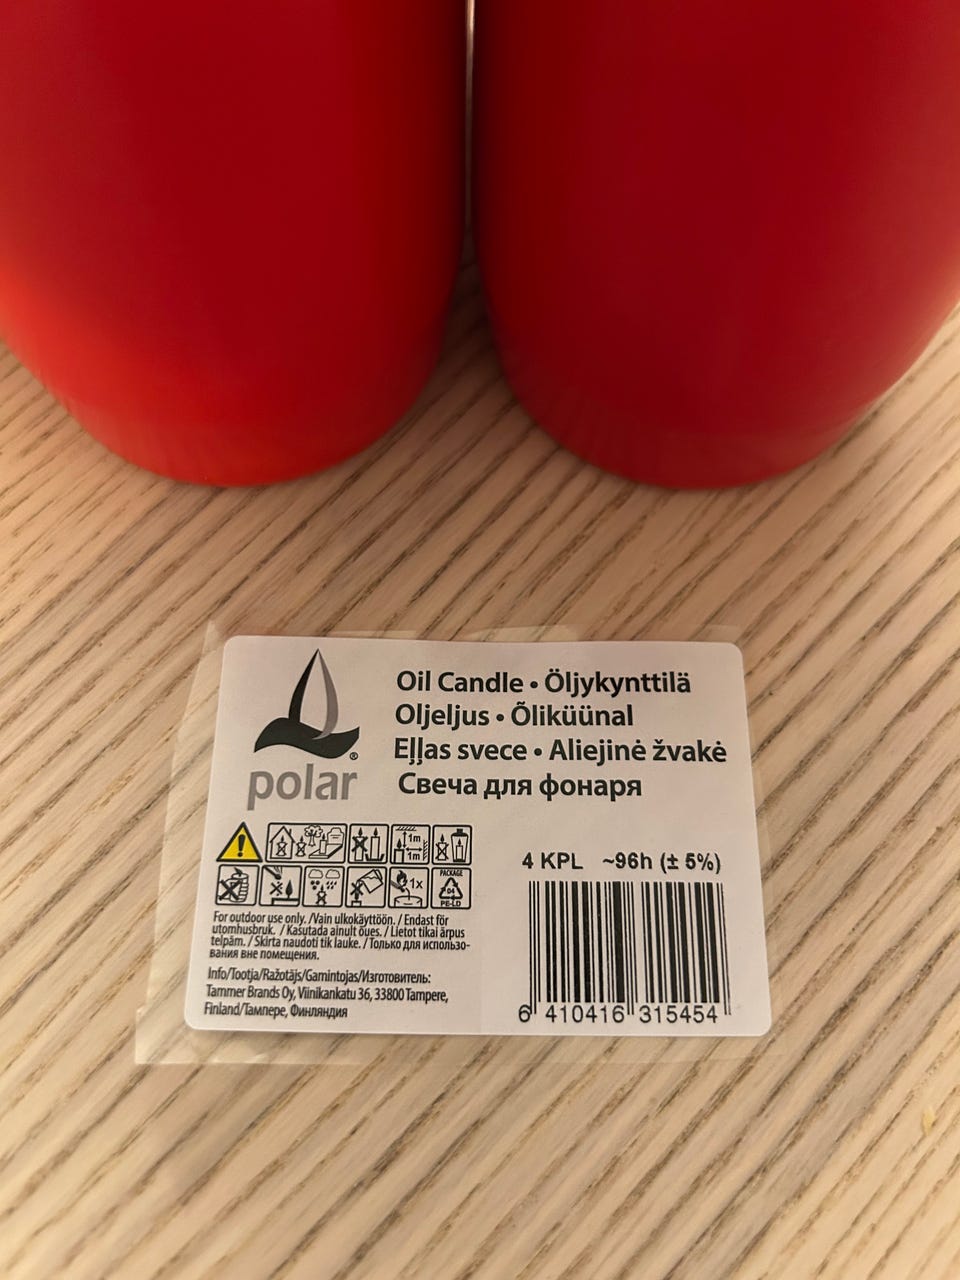 Oil Candle • Öljykynttilä
Oljeljus • Õliküünal
Eļļas svece • Aliejinė žvakė
Свеча для фонаря
®
polar
1m
1m
1x
PACKAGE
04
PE-LD
4 KPL ~96h (± 5%)
For outdoor use only. /Vain ulkokäyttöön. / Endast för
utomhusbruk. / Kasutada ainult õues. / Lietot tikai ārpus
telpām. / Skirta naudoti tik lauke. / Только для использо-
вания вне помещения.
Info/Tootja/Ražotājs/Gamintojas/Изготовитель:
Tammer Brands Oy, Viinikankatu 36, 33800 Tampere,
Finland/Тампере, Финляндия
6 410416 315454